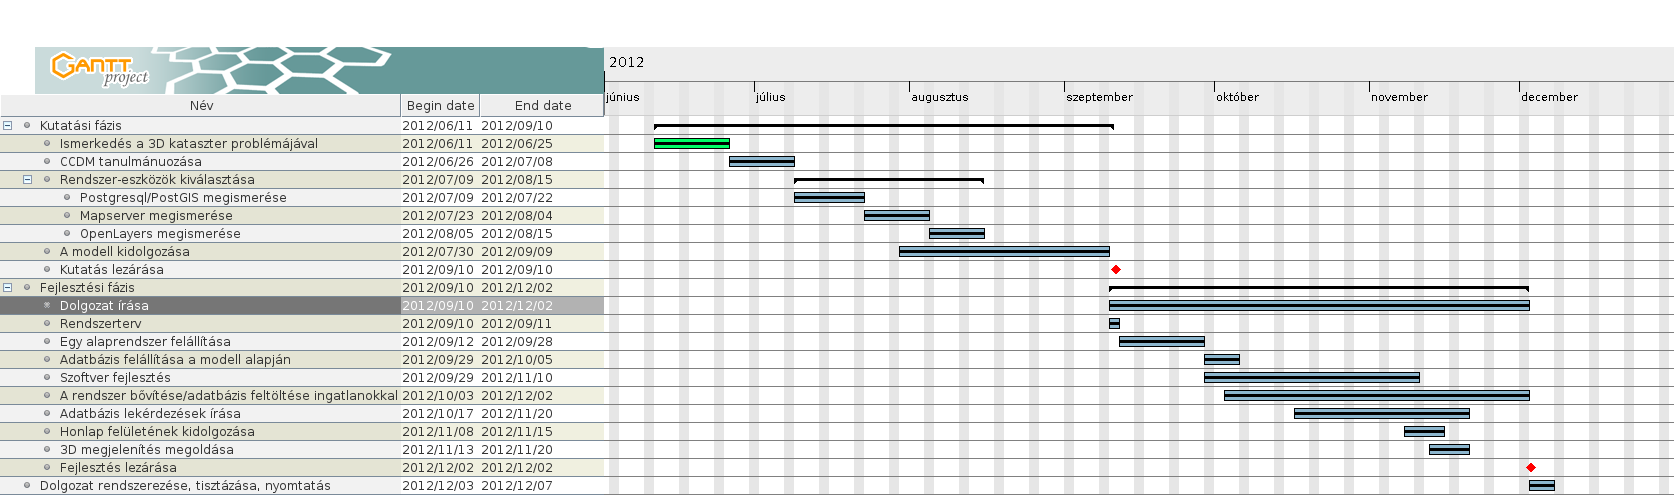 GANTT
project
2012
Név Begin date End date június július augusztus szeptember október november december
Kutatási fázis 2012/06/11 2012/09/10
Ismerkedés a 3D kataszter problémájával 2012/06/11 2012/06/25
CCDM tanulmánuozása 2012/06/26 2012/07/08
Rendszer-eszközök kiválasztása 2012/07/09 2012/08/15
Postgresql/PostGIS megismerése 2012/07/09 2012/07/22
Mapserver megismerése 2012/07/23 2012/08/04
OpenLayers megismerése 2012/08/05 2012/08/15
A modell kidolgozása 2012/07/30 2012/09/09
Kutatás lezárása 2012/09/10 2012/09/10
Fejlesztési fázis 2012/09/10 2012/12/02
Dolgozat írása 2012/09/10 2012/12/02
Rendszerterv 2012/09/10 2012/09/11
Egy alaprendszer felállítása 2012/09/12 2012/09/28
Adatbázis felállítása a modell alapján 2012/09/29 2012/10/05
Szoftver fejlesztés 2012/09/29 2012/11/10
A rendszer bővítése/adatbázis feltöltése ingatlanokkal 2012/10/03 2012/12/02
Adatbázis lekérdezések írása 2012/10/17 2012/11/20
Honlap felületének kidolgozása 2012/11/08 2012/11/15
3D megjelenítés megoldása 2012/11/13 2012/11/20
Fejlesztés lezárása 2012/12/02 2012/12/02
Dolgozat rendszerezése, tisztázása, nyomtatás 2012/12/03 2012/12/07